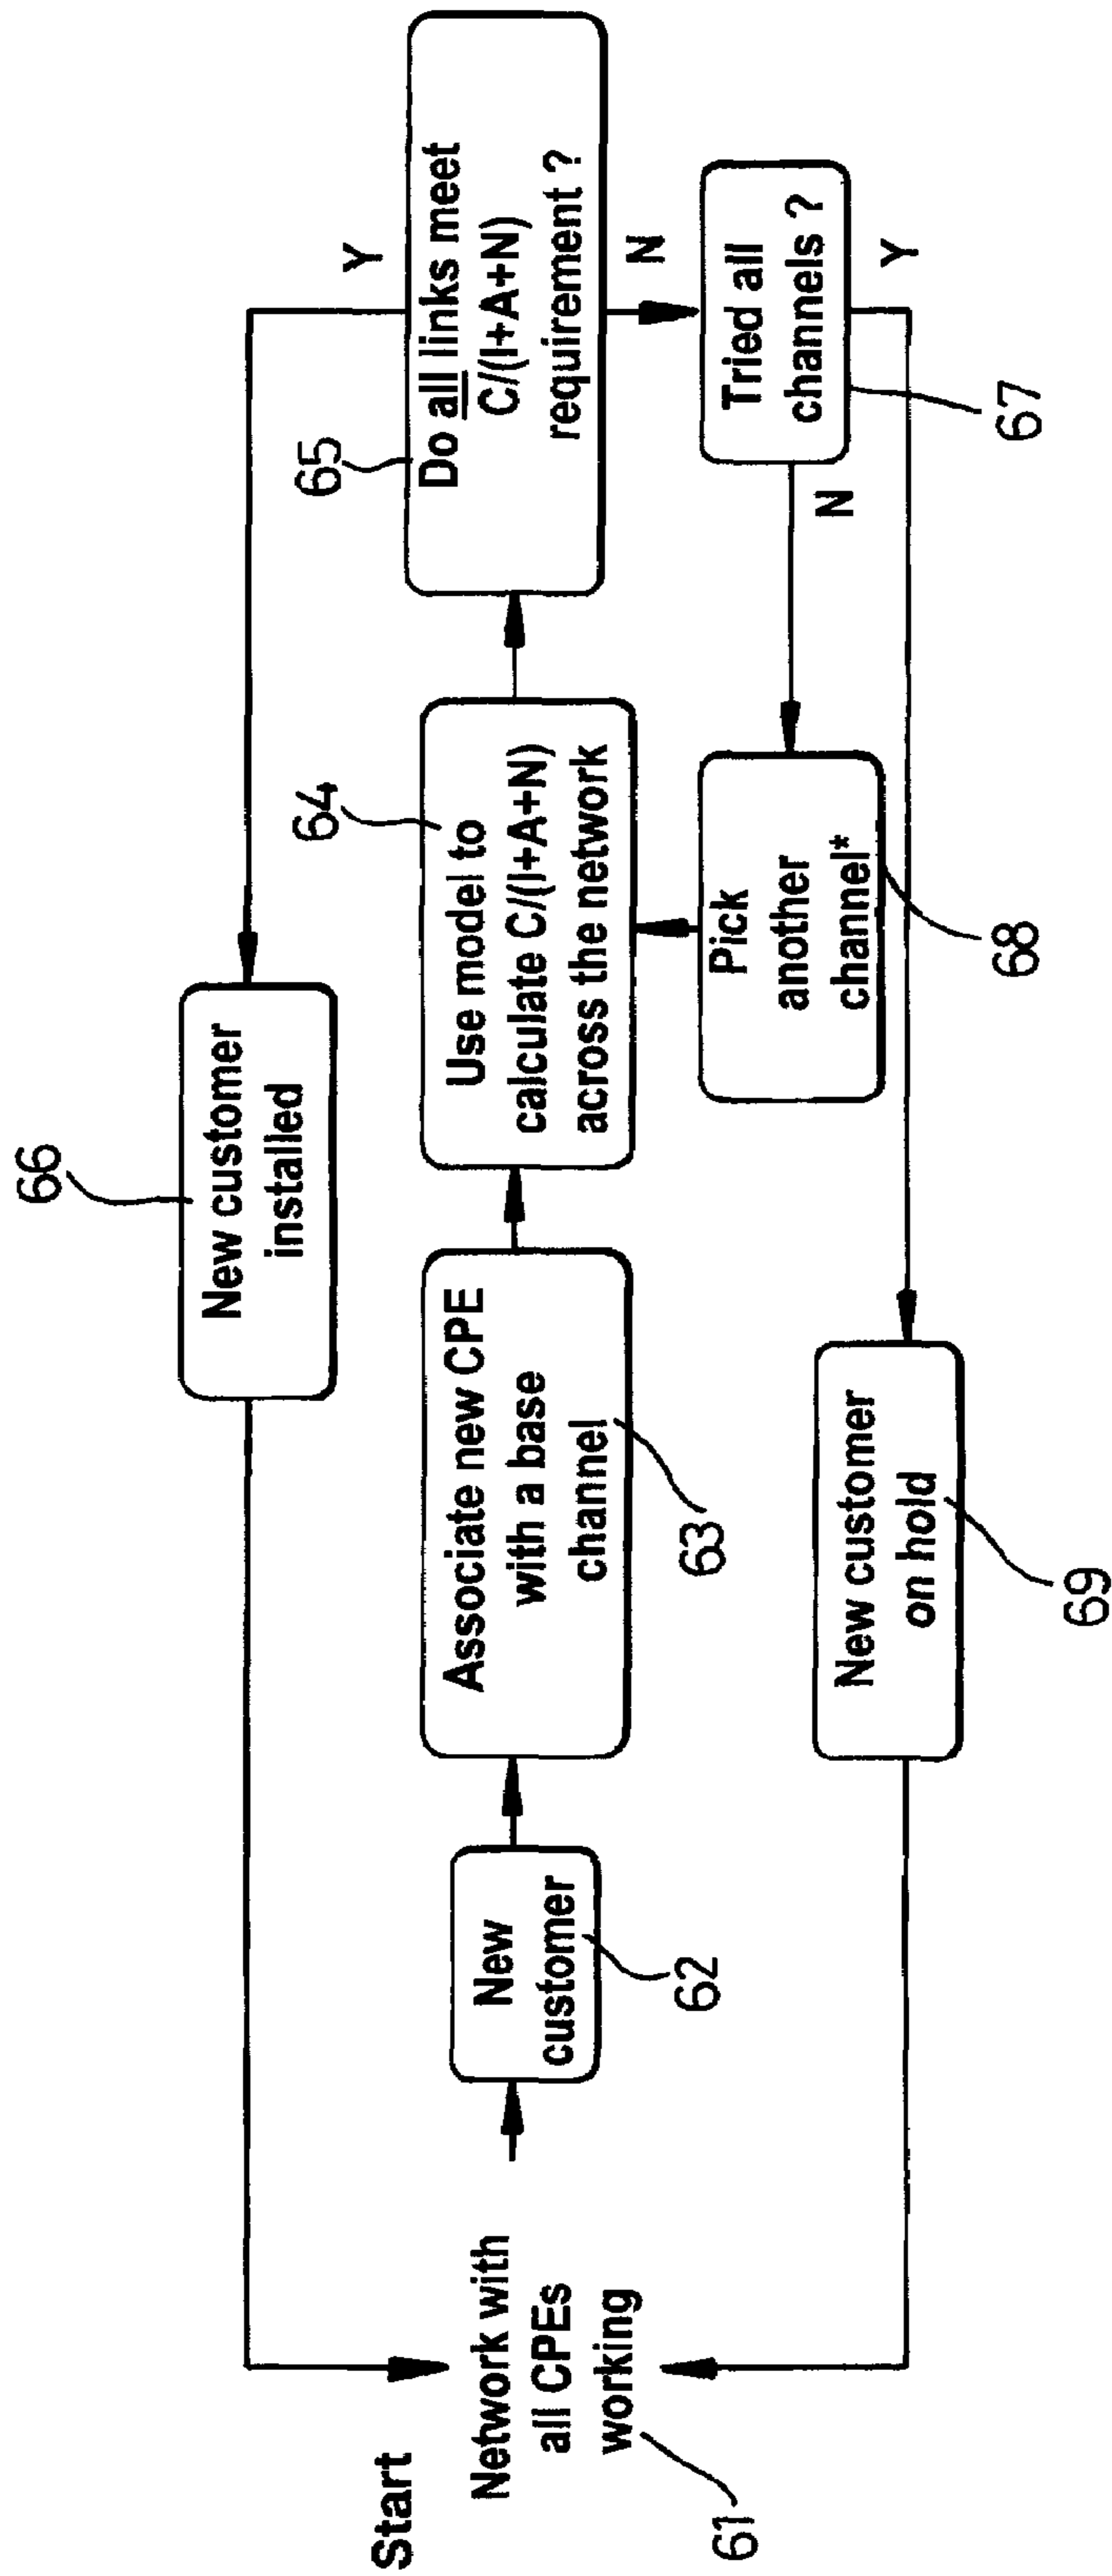 Start
Network with
all CPEs
working
61
New
customer
62
Associate new CPE
with a base
channel
63
Use model to
calculate C/(I+A+N)
across the network
64
Do all links meet
C/(I+A+N)
requirement ?
65
Y
N
New customer
installed
66
Tried all
channels ?
67
N
Y
Pick
another
channel*
68
New customer
on hold
69